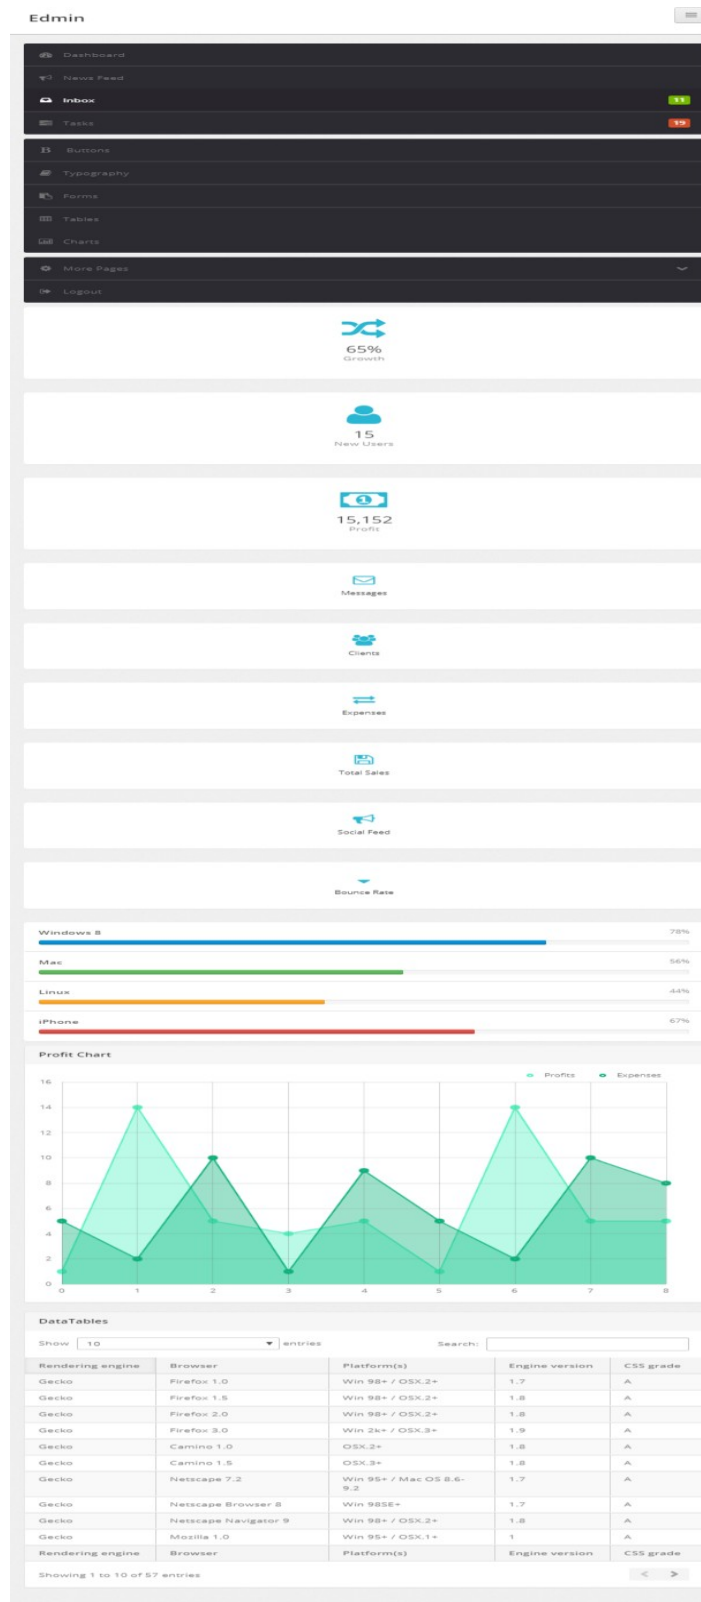 Edmin
Dashboard
News Feed
Inbox 11
Tasks 19
B Buttons
Typography
Forms
Tables
Charts
More Pages
Logout
65%
Growth
15
New Users
1
15,152
Profit
Messages
Clients
Expenses
Total Sales
Social Feed
Bounce Rate
Windows 8 78%
Mac 56%
Linux 44%
iPhone 67%
Profit Chart
Profits Expenses
16
14
12
10
8
6
4
2
0
0 1 2 3 4 5 6 7 8
DataTables
Show 10 entries Search:
Rendering engine Browser Platform(s) Engine version CSS grade
Gecko Firefox 1.0 Win 98+ / OSX.2+ 1.7 A
Gecko Firefox 1.5 Win 98+ / OSX.2+ 1.8 A
Gecko Firefox 2.0 Win 98+ / OSX.2+ 1.8 A
Gecko Firefox 3.0 Win 2k+ / OSX.3+ 1.9 A
Gecko Camino 1.0 OSX.2+ 1.8 A
Gecko Camino 1.5 OSX.3+ 1.8 A
Gecko Netscape 7.2 Win 95+ / Mac OS 8.6-9.2 1.7 A
Gecko Netscape Browser 8 Win 98SE+ 1.7 A
Gecko Netscape Navigator 9 Win 98+ / OSX.2+ 1.8 A
Gecko Mozilla 1.0 Win 95+ / OSX.1+ 1 A
Rendering engine Browser Platform(s) Engine version CSS grade
Showing 1 to 10 of 57 entries